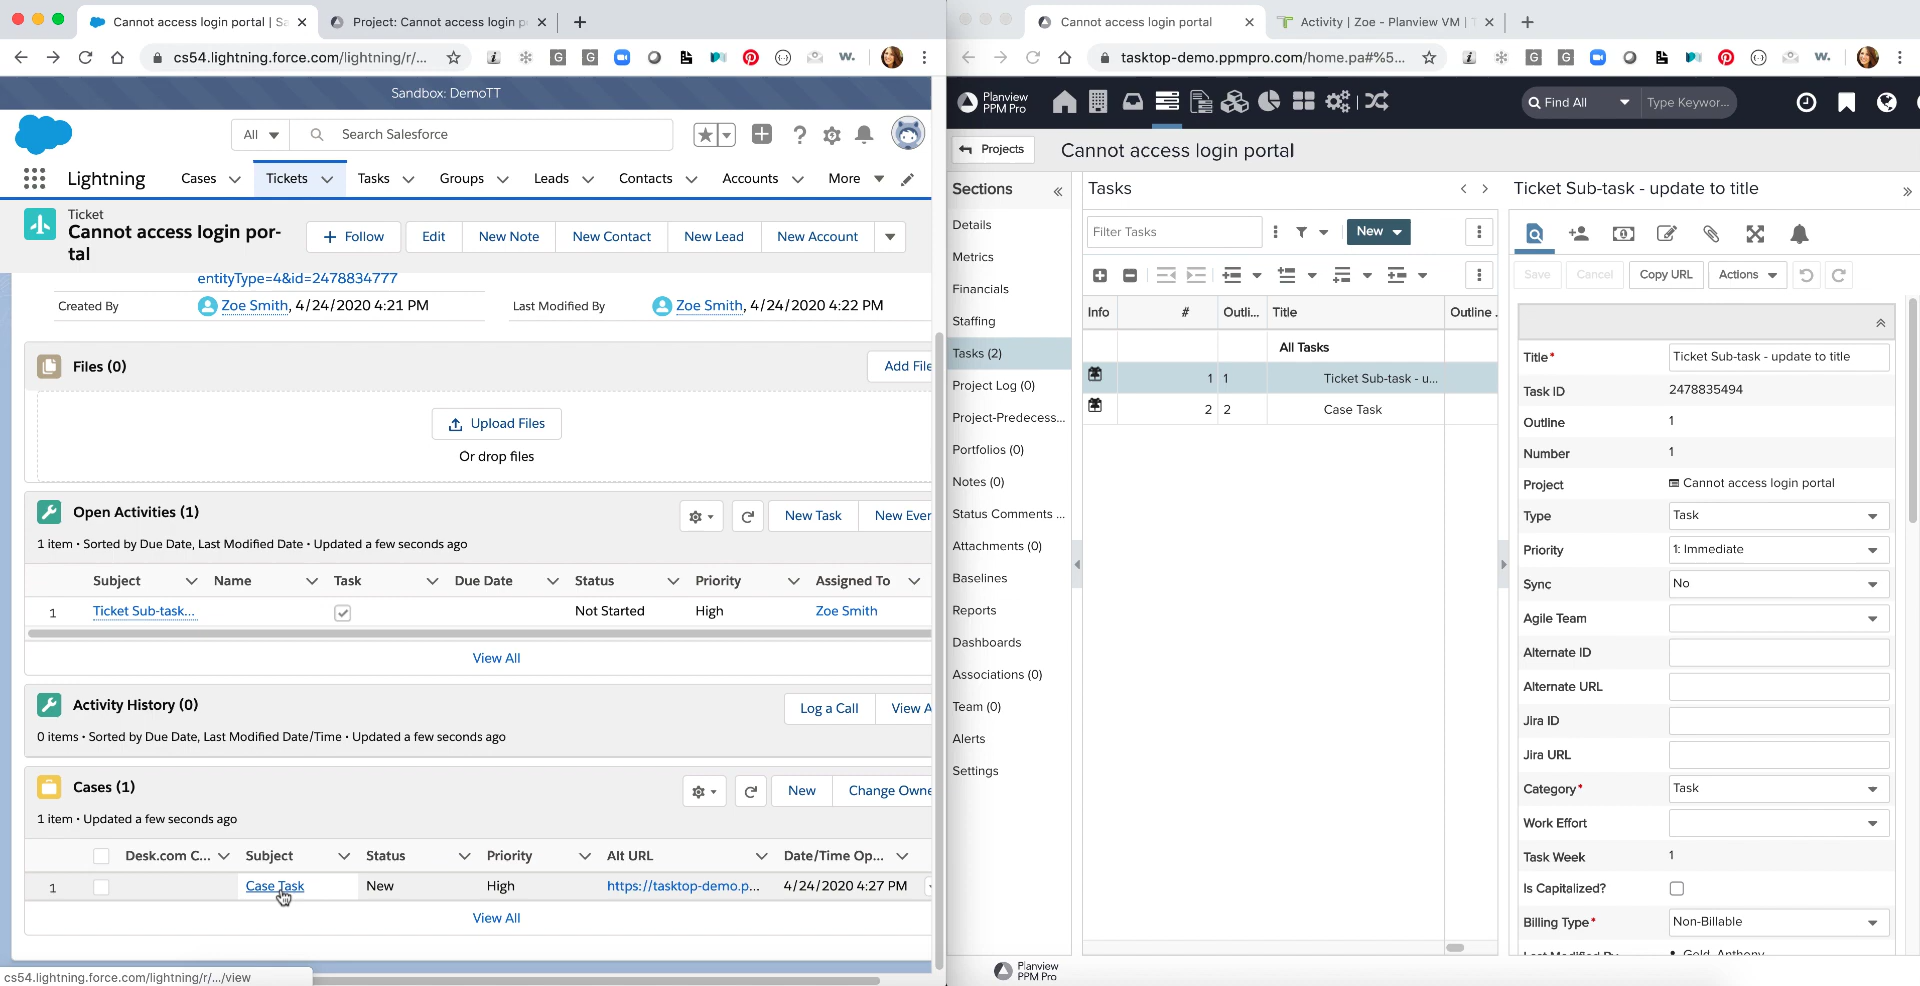 Cannot access login portal | Sa
Project: Cannot access login p
cs54.lightning.force.com/lightning/r/...
Sandbox: DemoTT
All
Search Salesforce
Lightning
Cases
Tickets
Tasks
Groups
Leads
Contacts
Accounts
More
Ticket
Cannot access login por-
tal
Follow
Edit
New Note
New Contact
New Lead
New Account
entityType=4&id=2478834777
Created By
Zoe Smith, 4/24/2020 4:21 PM
Last Modified By
Zoe Smith, 4/24/2020 4:22 PM
Files (0)
Add File
Upload Files
Or drop files
Open Activities (1)
New Task
New Even
1 item • Sorted by Due Date, Last Modified Date • Updated a few seconds ago
Subject
Name
Task
Due Date
Status
Priority
Assigned To
1
Ticket Sub-task...
Not Started
High
Zoe Smith
View All
Activity History (0)
Log a Call
View A
0 items • Sorted by Due Date, Last Modified Date/Time • Updated a few seconds ago
Cases (1)
New
Change Owne
1 item • Updated a few seconds ago
Desk.com C...
Subject
Status
Priority
Alt URL
Date/Time Op...
1
Case Task
New
High
https://tasktop-demo.p...
4/24/2020 4:27 PM
View All
cs54.lightning.force.com/lightning/r/.../view
Cannot access login portal
Activity | Zoe - Planview VM | T
tasktop-demo.ppmpro.com/home.pa#%5...
Planview
PPM Pro
Find All
Type Keywor...
Projects
Cannot access login portal
Sections
Details
Metrics
Financials
Staffing
Tasks (2)
Project Log (0)
Project-Predecess...
Portfolios (0)
Notes (0)
Status Comments ...
Attachments (0)
Baselines
Reports
Dashboards
Associations (0)
Team (0)
Alerts
Settings
Tasks
Filter Tasks
New
Info
#
Outli...
Title
Outline .
All Tasks
1
1
Ticket Sub-task - u...
2
2
Case Task
Ticket Sub-task - update to title
Save
Cancel
Copy URL
Actions
Title*
Ticket Sub-task - update to title
Task ID
2478835494
Outline
1
Number
1
Project
Cannot access login portal
Type
Task
Priority
1: Immediate
Sync
No
Agile Team
Alternate ID
Alternate URL
Jira ID
Jira URL
Category*
Task
Work Effort
Task Week
1
Is Capitalized?
Billing Type*
Non-Billable
Last Modified By
Gold, Anthony
Planview
PPM Pro